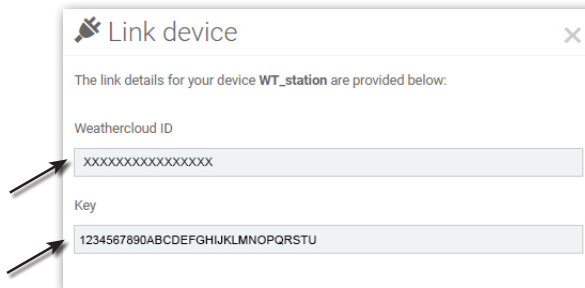 Link device
The link details for your device WT_station are provided below:
Weathercloud ID
XXXXXXXXXXXXXXXX
Key
1234567890ABCDEFGHIJKLMNOPQRSTU